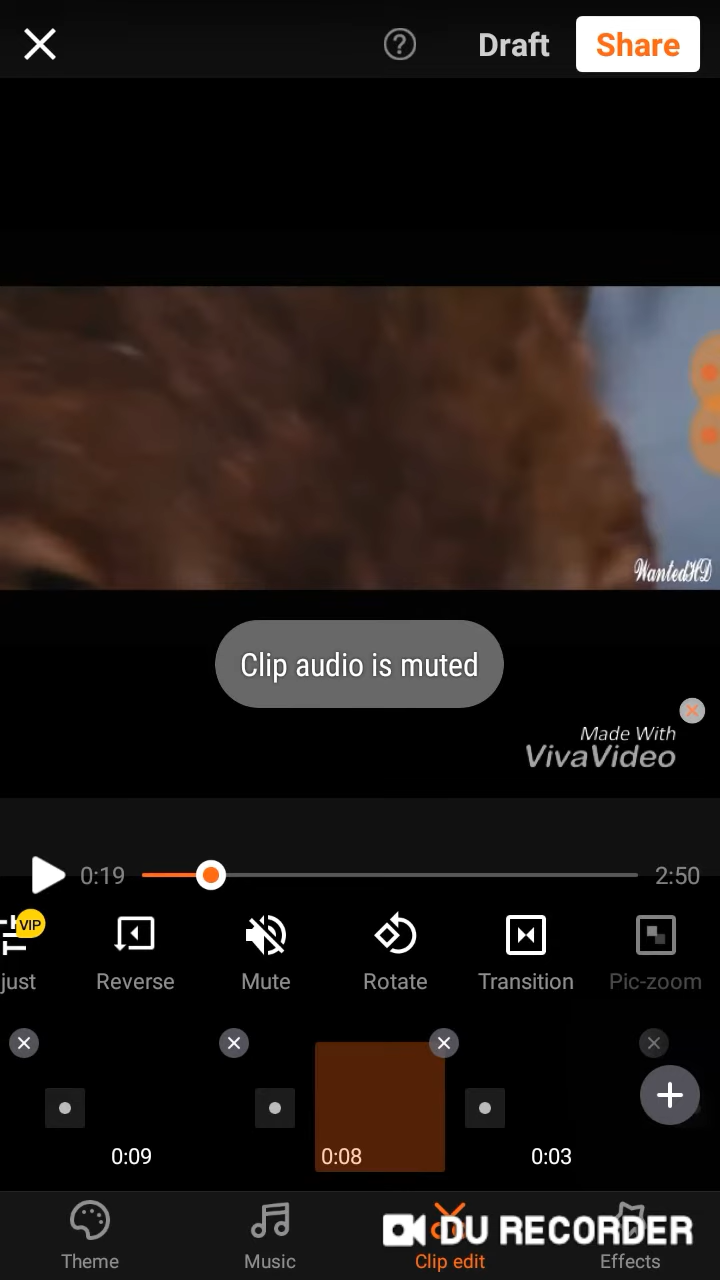 Draft
Share
WantedHD
Clip audio is muted
Made With
VivaVideo
0:19
2:50
VIP
just
Reverse
Mute
Rotate
Transition
Pic-zoom
0:09
0:08
0:03
DU RECORDER
Theme
Music
Clip edit
Effects